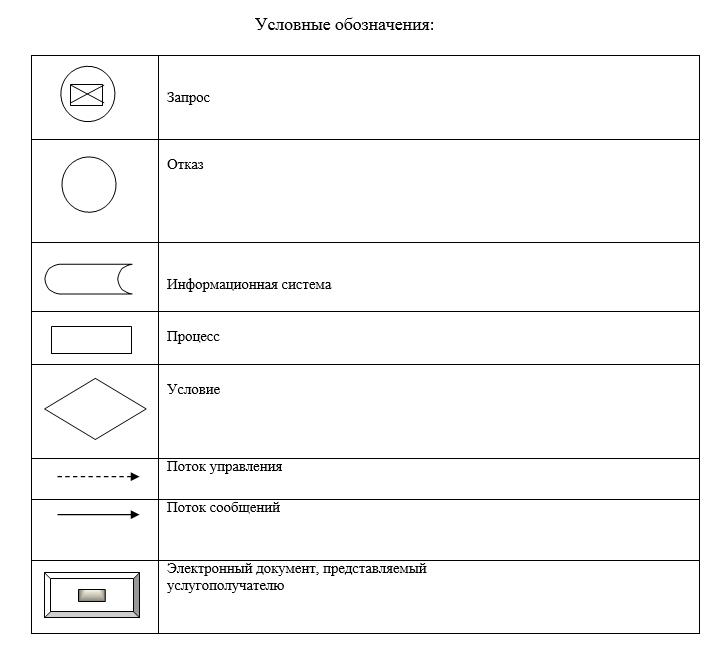 Условные обозначения:
Запрос
Отказ
Информационная система
Процесс
Условие
Поток управления
Поток сообщений
Электронный документ, представляемый
услугополучателю